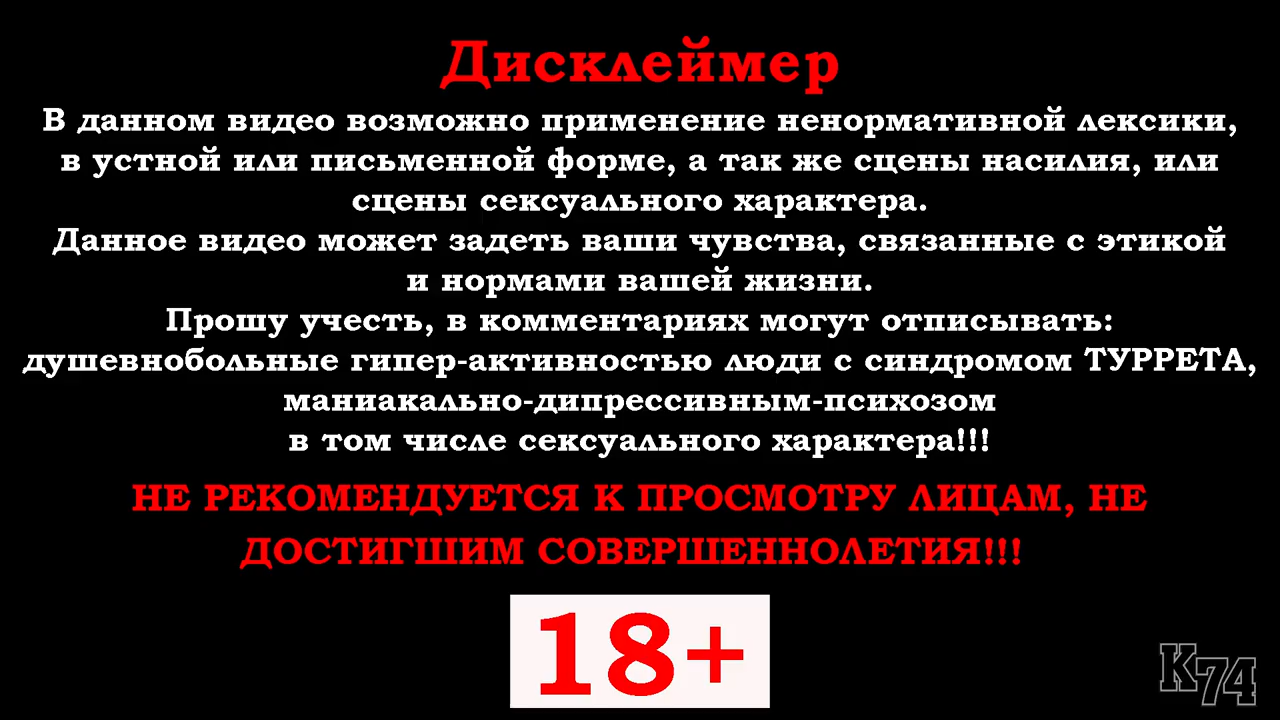 Дисклеймер
В данном видео возможно применение ненормативной лексики,
в устной или письменной форме, а так же сцены насилия, или
сцены сексуального характера.
Данное видео может задеть ваши чувства, связанные с этикой
и нормами вашей жизни.
Прошу учесть, в комментариях могут отписывать:
душевнобольные гипер-активностью люди с синдромом ТУРРЕТА,
маниакально-дипрессивным-психозом
в том числе сексуального характера!!!
НЕ РЕКОМЕНДУЕТСЯ К ПРОСМОТРУ ЛИЦАМ, НЕ
ДОСТИГШИМ СОВЕРШЕННОЛЕТИЯ!!!
18+
К74